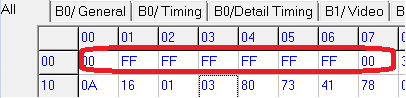 All B0/ General B0/ Timing B0/Detail Timing B1/ Video B
00 01 02 03 04 05 06 07
00 00 FF FF FF FF FF FF 00
10 0A 16 01 03 80 73 41 78